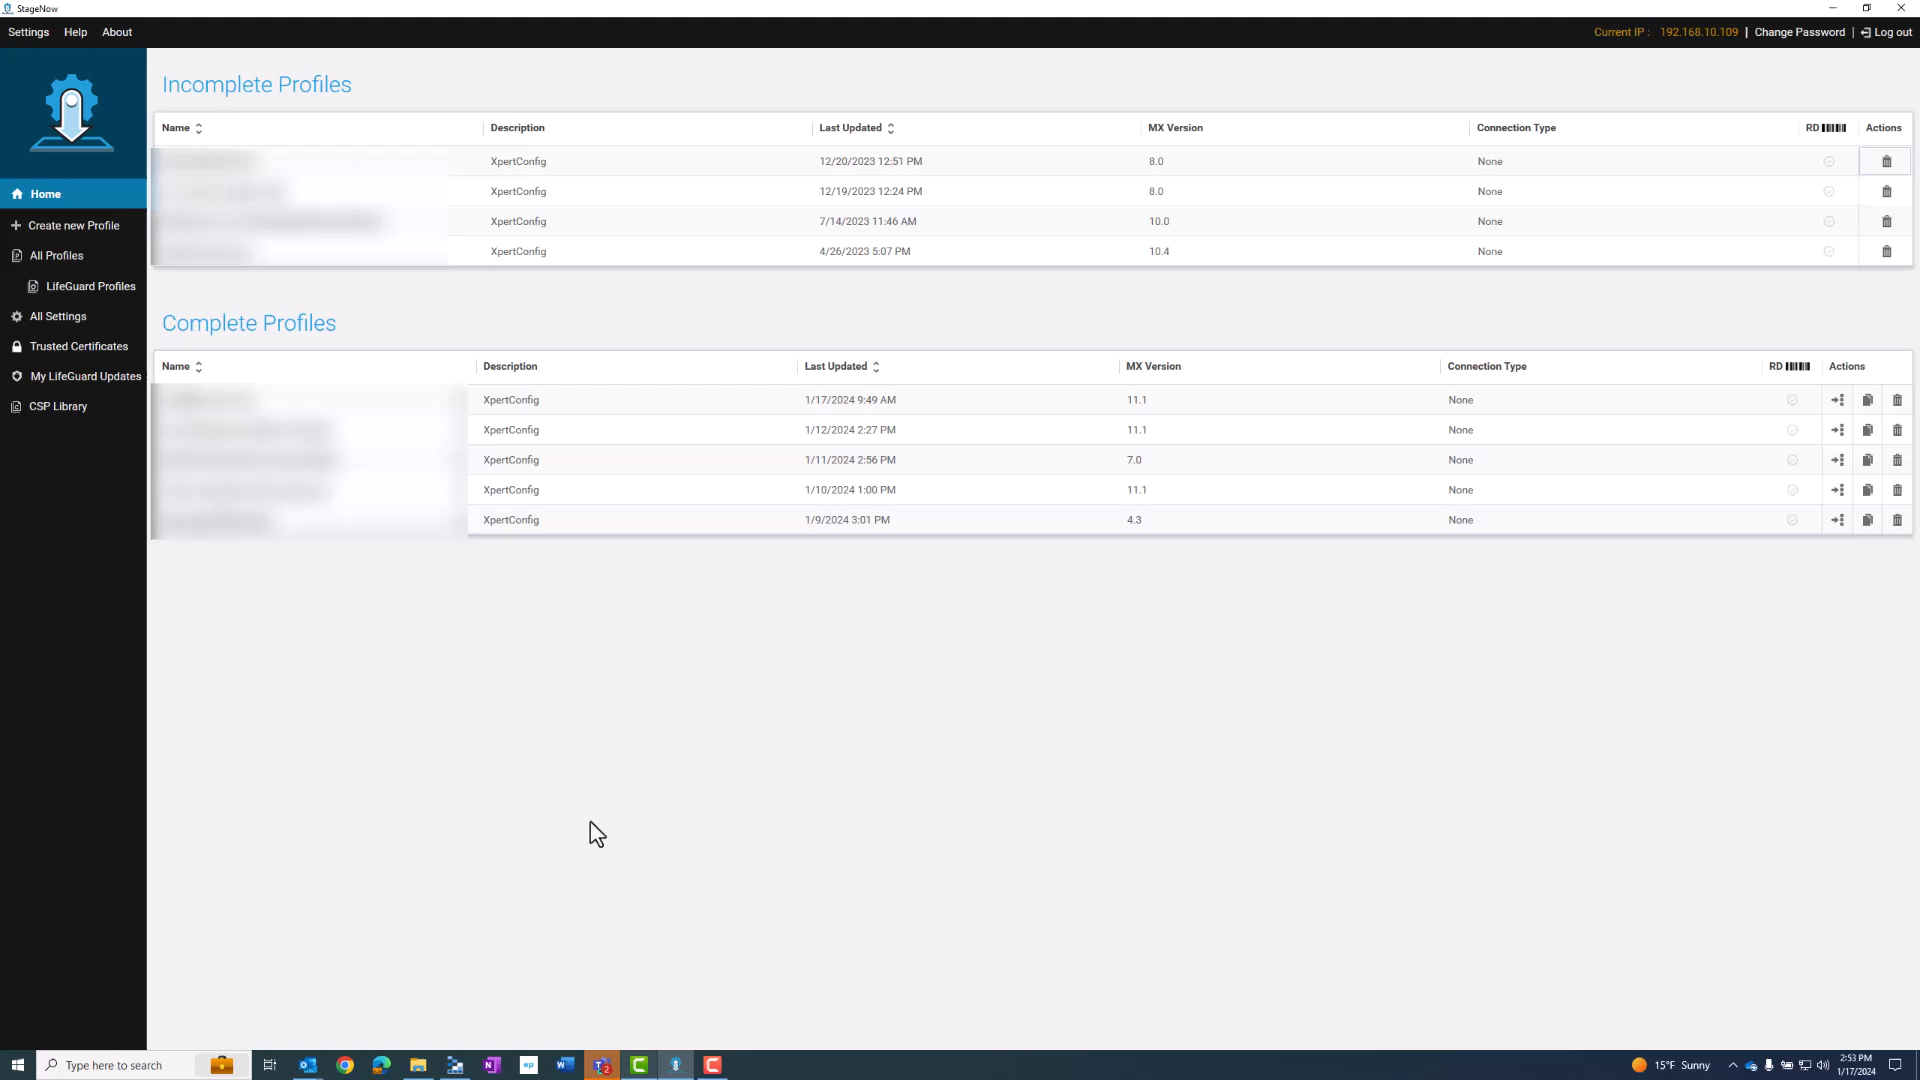 StageNow
Settings Help About
Current IP : 192.168.10.109 | Change Password | Log out
Home
Create new Profile
All Profiles
LifeGuard Profiles
All Settings
Trusted Certificates
My LifeGuard Updates
CSP Library
Incomplete Profiles
Name Description Last Updated MX Version Connection Type RD Actions
XpertConfig 12/20/2023 12:51 PM 8.0 None
XpertConfig 12/19/2023 12:24 PM 8.0 None
XpertConfig 7/14/2023 11:46 AM 10.0 None
XpertConfig 4/26/2023 5:07 PM 10.4 None
Complete Profiles
Name Description Last Updated MX Version Connection Type RD Actions
XpertConfig 1/17/2024 9:49 AM 11.1 None
XpertConfig 1/12/2024 2:27 PM 11.1 None
XpertConfig 1/11/2024 2:56 PM 7.0 None
XpertConfig 1/10/2024 1:00 PM 11.1 None
XpertConfig 1/9/2024 3:01 PM 4.3 None
Type here to search
ep
15°F Sunny
2:53 PM
1/17/2024